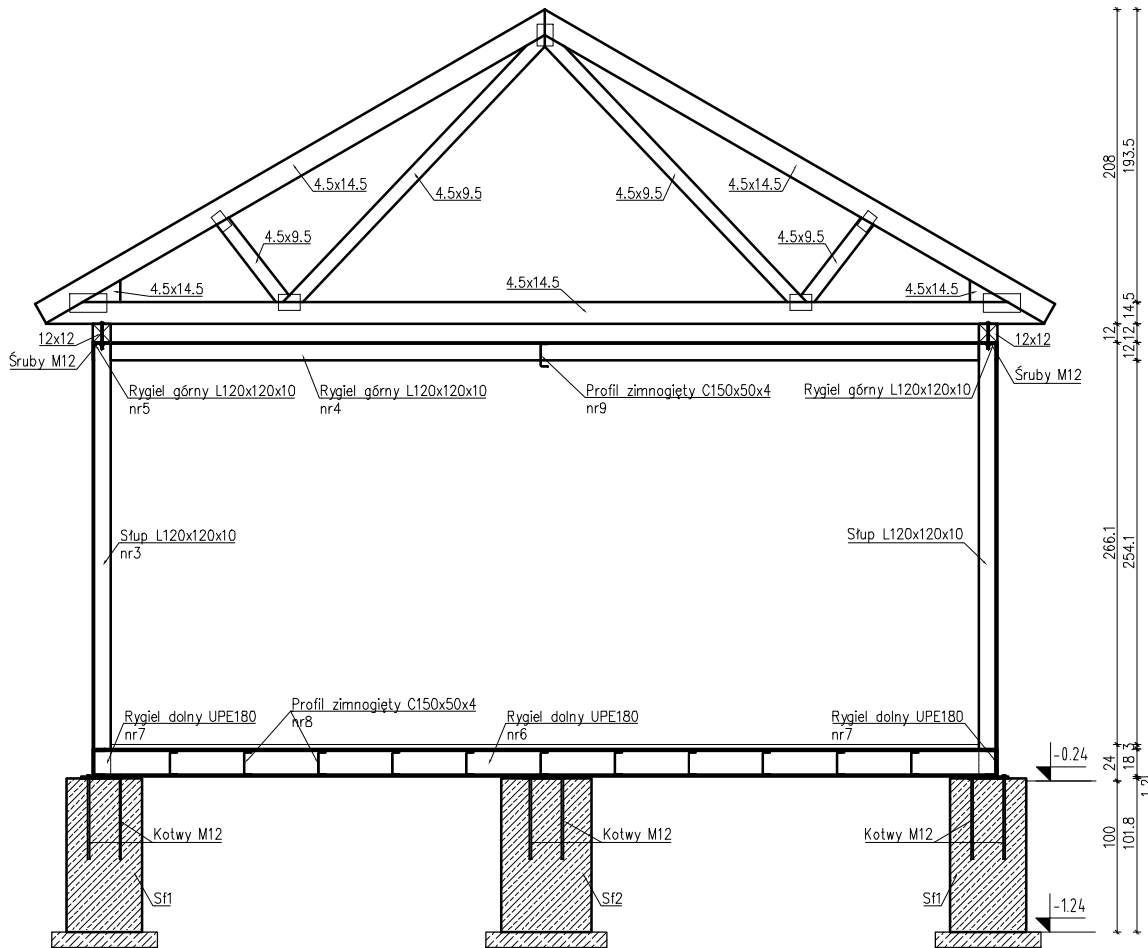 4.5x14.5
4.5x9.5
4.5x9.5
4.5x14.5
4.5x9.5
4.5x9.5
4.5x14.5
4.5x14.5
4.5x14.5
208
193.5
14.5
12
12
12
12
12x12
Śruby M12
12x12
Śruby M12
Rygiel górny L120x120x10
nr5
Rygiel górny L120x120x10
nr4
Profil zimnogięty C150x50x4
nr9
Rygiel górny L120x120x10
Słup L120x120x10
nr3
Słup L120x120x10
266.1
254.1
Rygiel dolny UPE180
nr7
Profil zimnogięty C150x50x4
nr8
Rygiel dolny UPE180
nr6
Rygiel dolny UPE180
nr7
-0.24
24
18
3
1.2
Kotwy M12
Kotwy M12
Kotwy M12
100
101.8
Sf1
Sf2
Sf1
-1.24